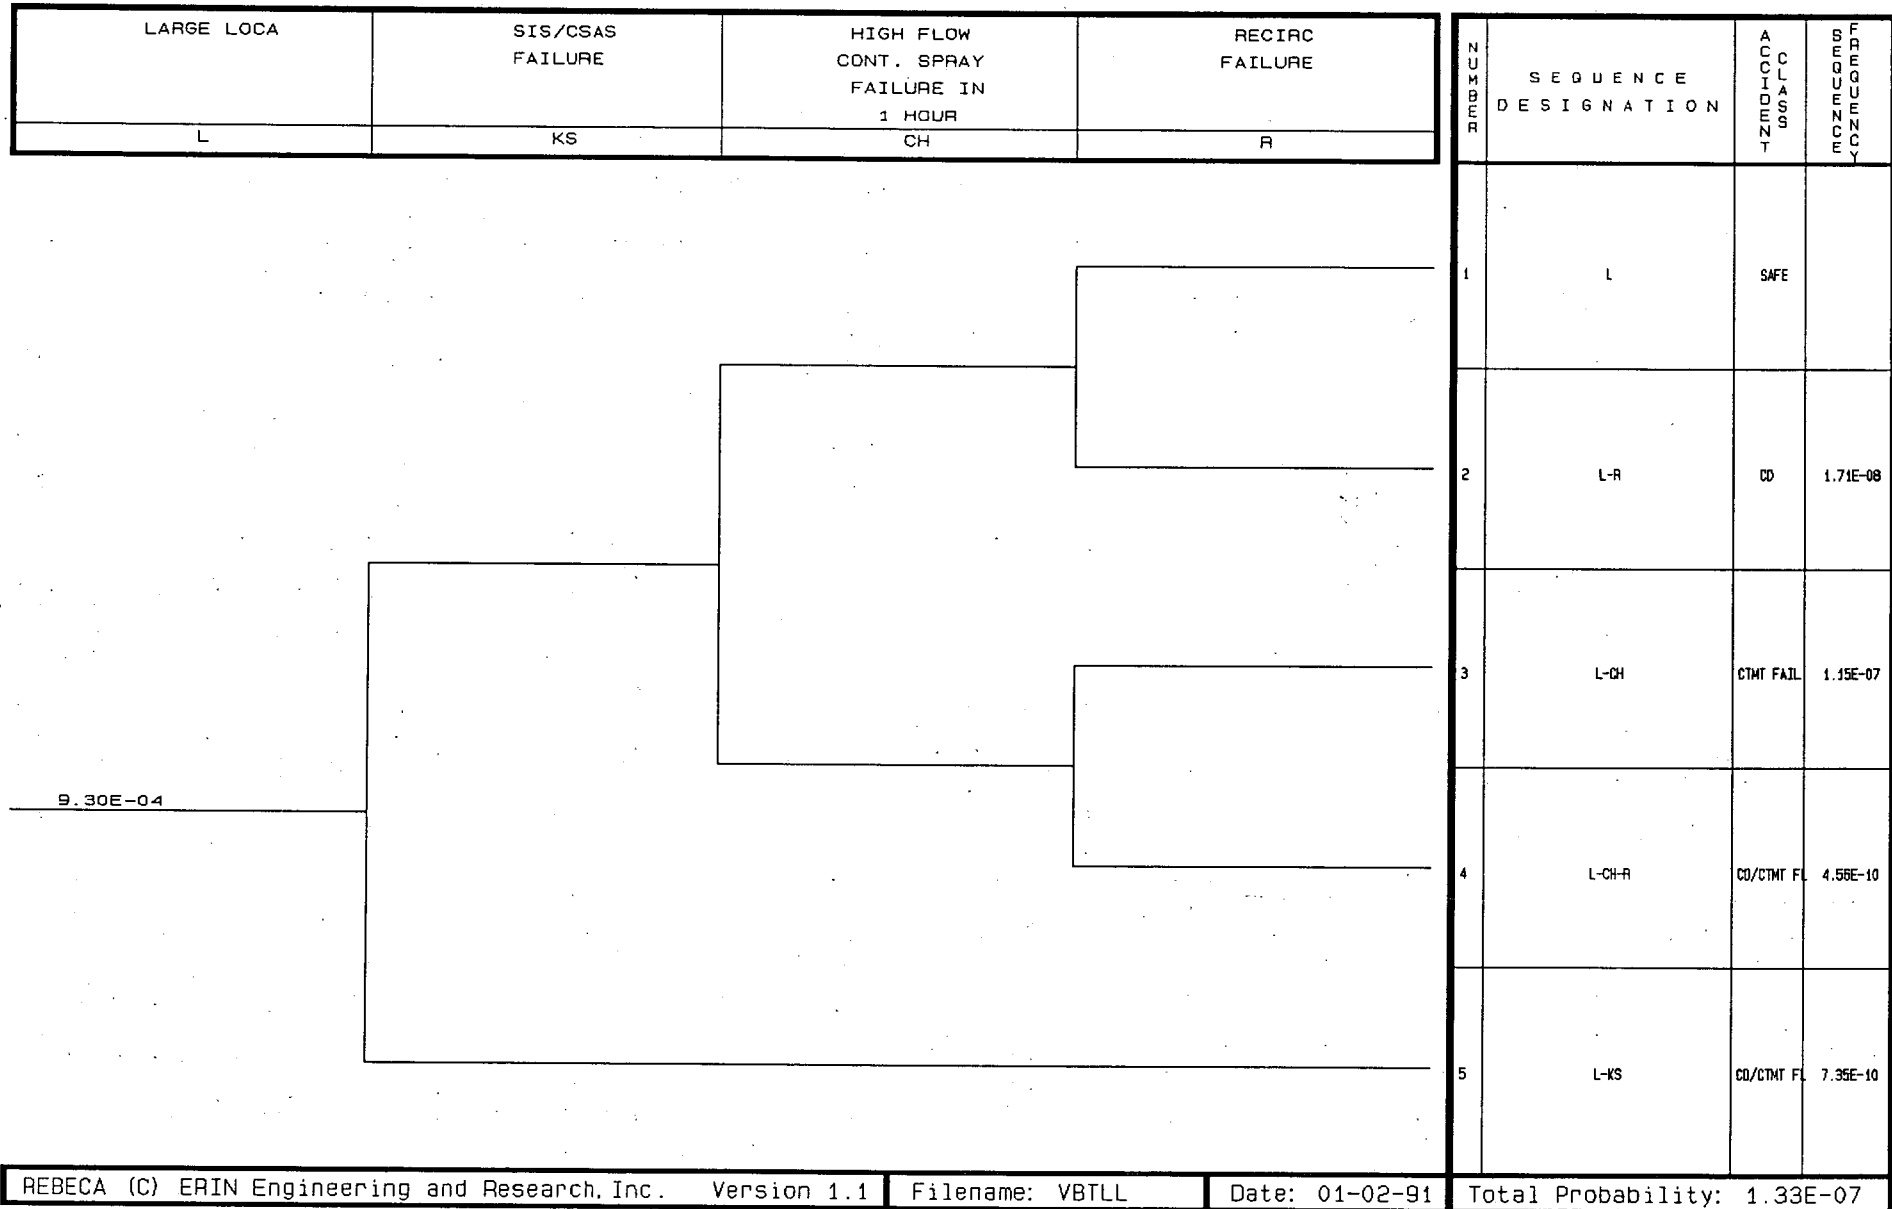 LARGE LOCA
L
SIS/CSAS
FAILURE
KS
HIGH FLOW
CONT. SPRAY
FAILURE IN
1 HOUR
CH
RECIRC
FAILURE
R
NUMBER
SEQUENCE
DESIGNATION
ACCIDENT
CLASS
SEQUENCE
FREQUENCY
1 L SAFE
2 L-R CD 1.71E-08
3 L-CH CTMT FAIL 1.15E-07
9.30E-04
4 L-CH-R CD/CTMT FL 4.56E-10
5 L-KS CD/CTMT FL 7.35E-10
REBECA (C) ERIN Engineering and Research, Inc. Version 1.1 Filename: VBTLL Date: 01-02-91 Total Probability: 1.33E-07